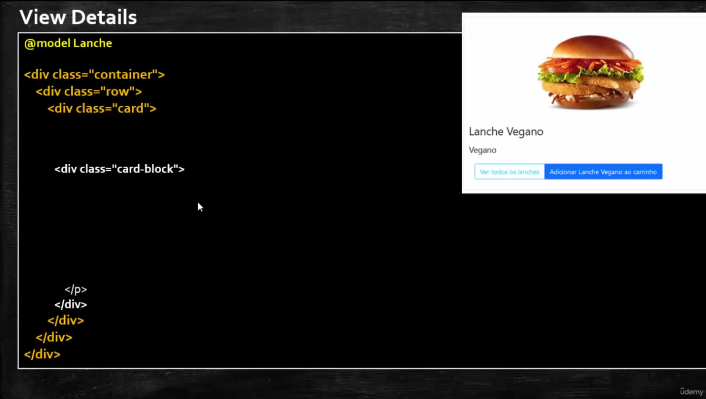 View Details
@model Lanche
<div class="container">
<div class="row">
<div class="card">
<div class="card-block">
</p>
</div>
</div>
</div>
</div>
Lanche Vegano
Vegano
Ver todos os lanches
Adicionar Lanche Vegano ao carrinho
ûdemy